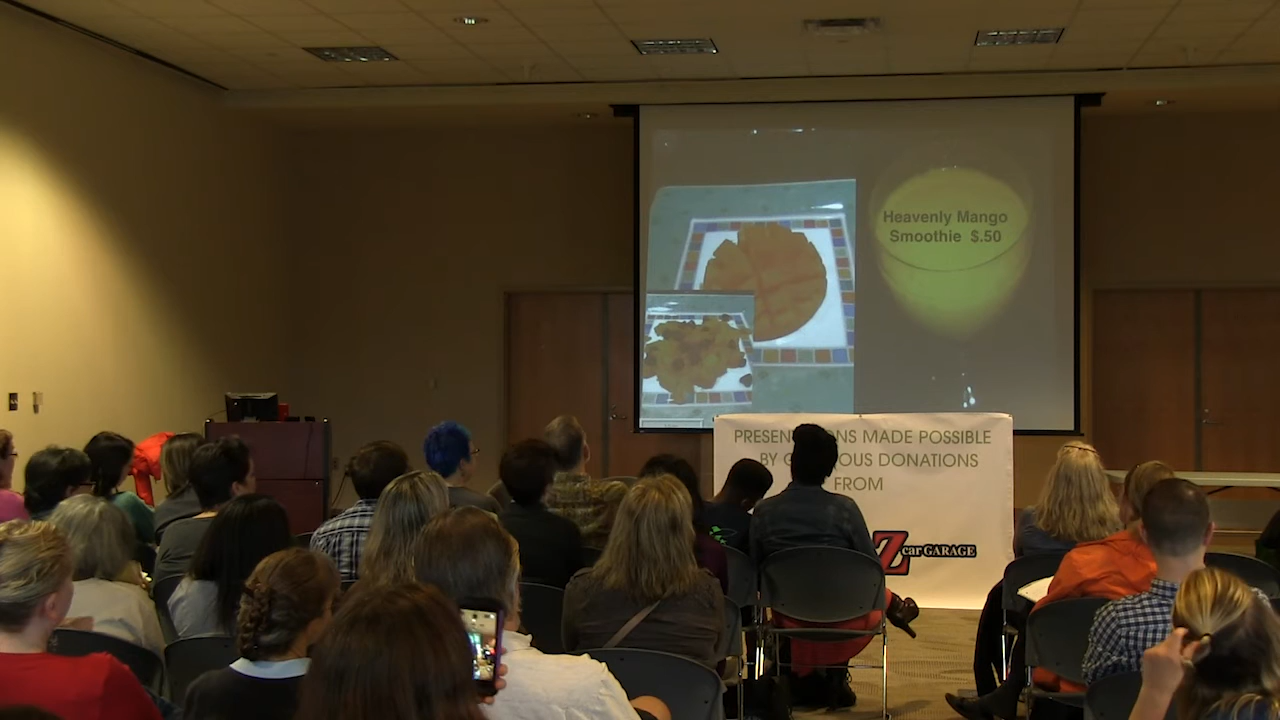 Heavenly Mango
Smoothie $.50
PRESEN ONS MADE POSSIBLE
BY G OUS DONATIONS
FROM
Z car GARAGE